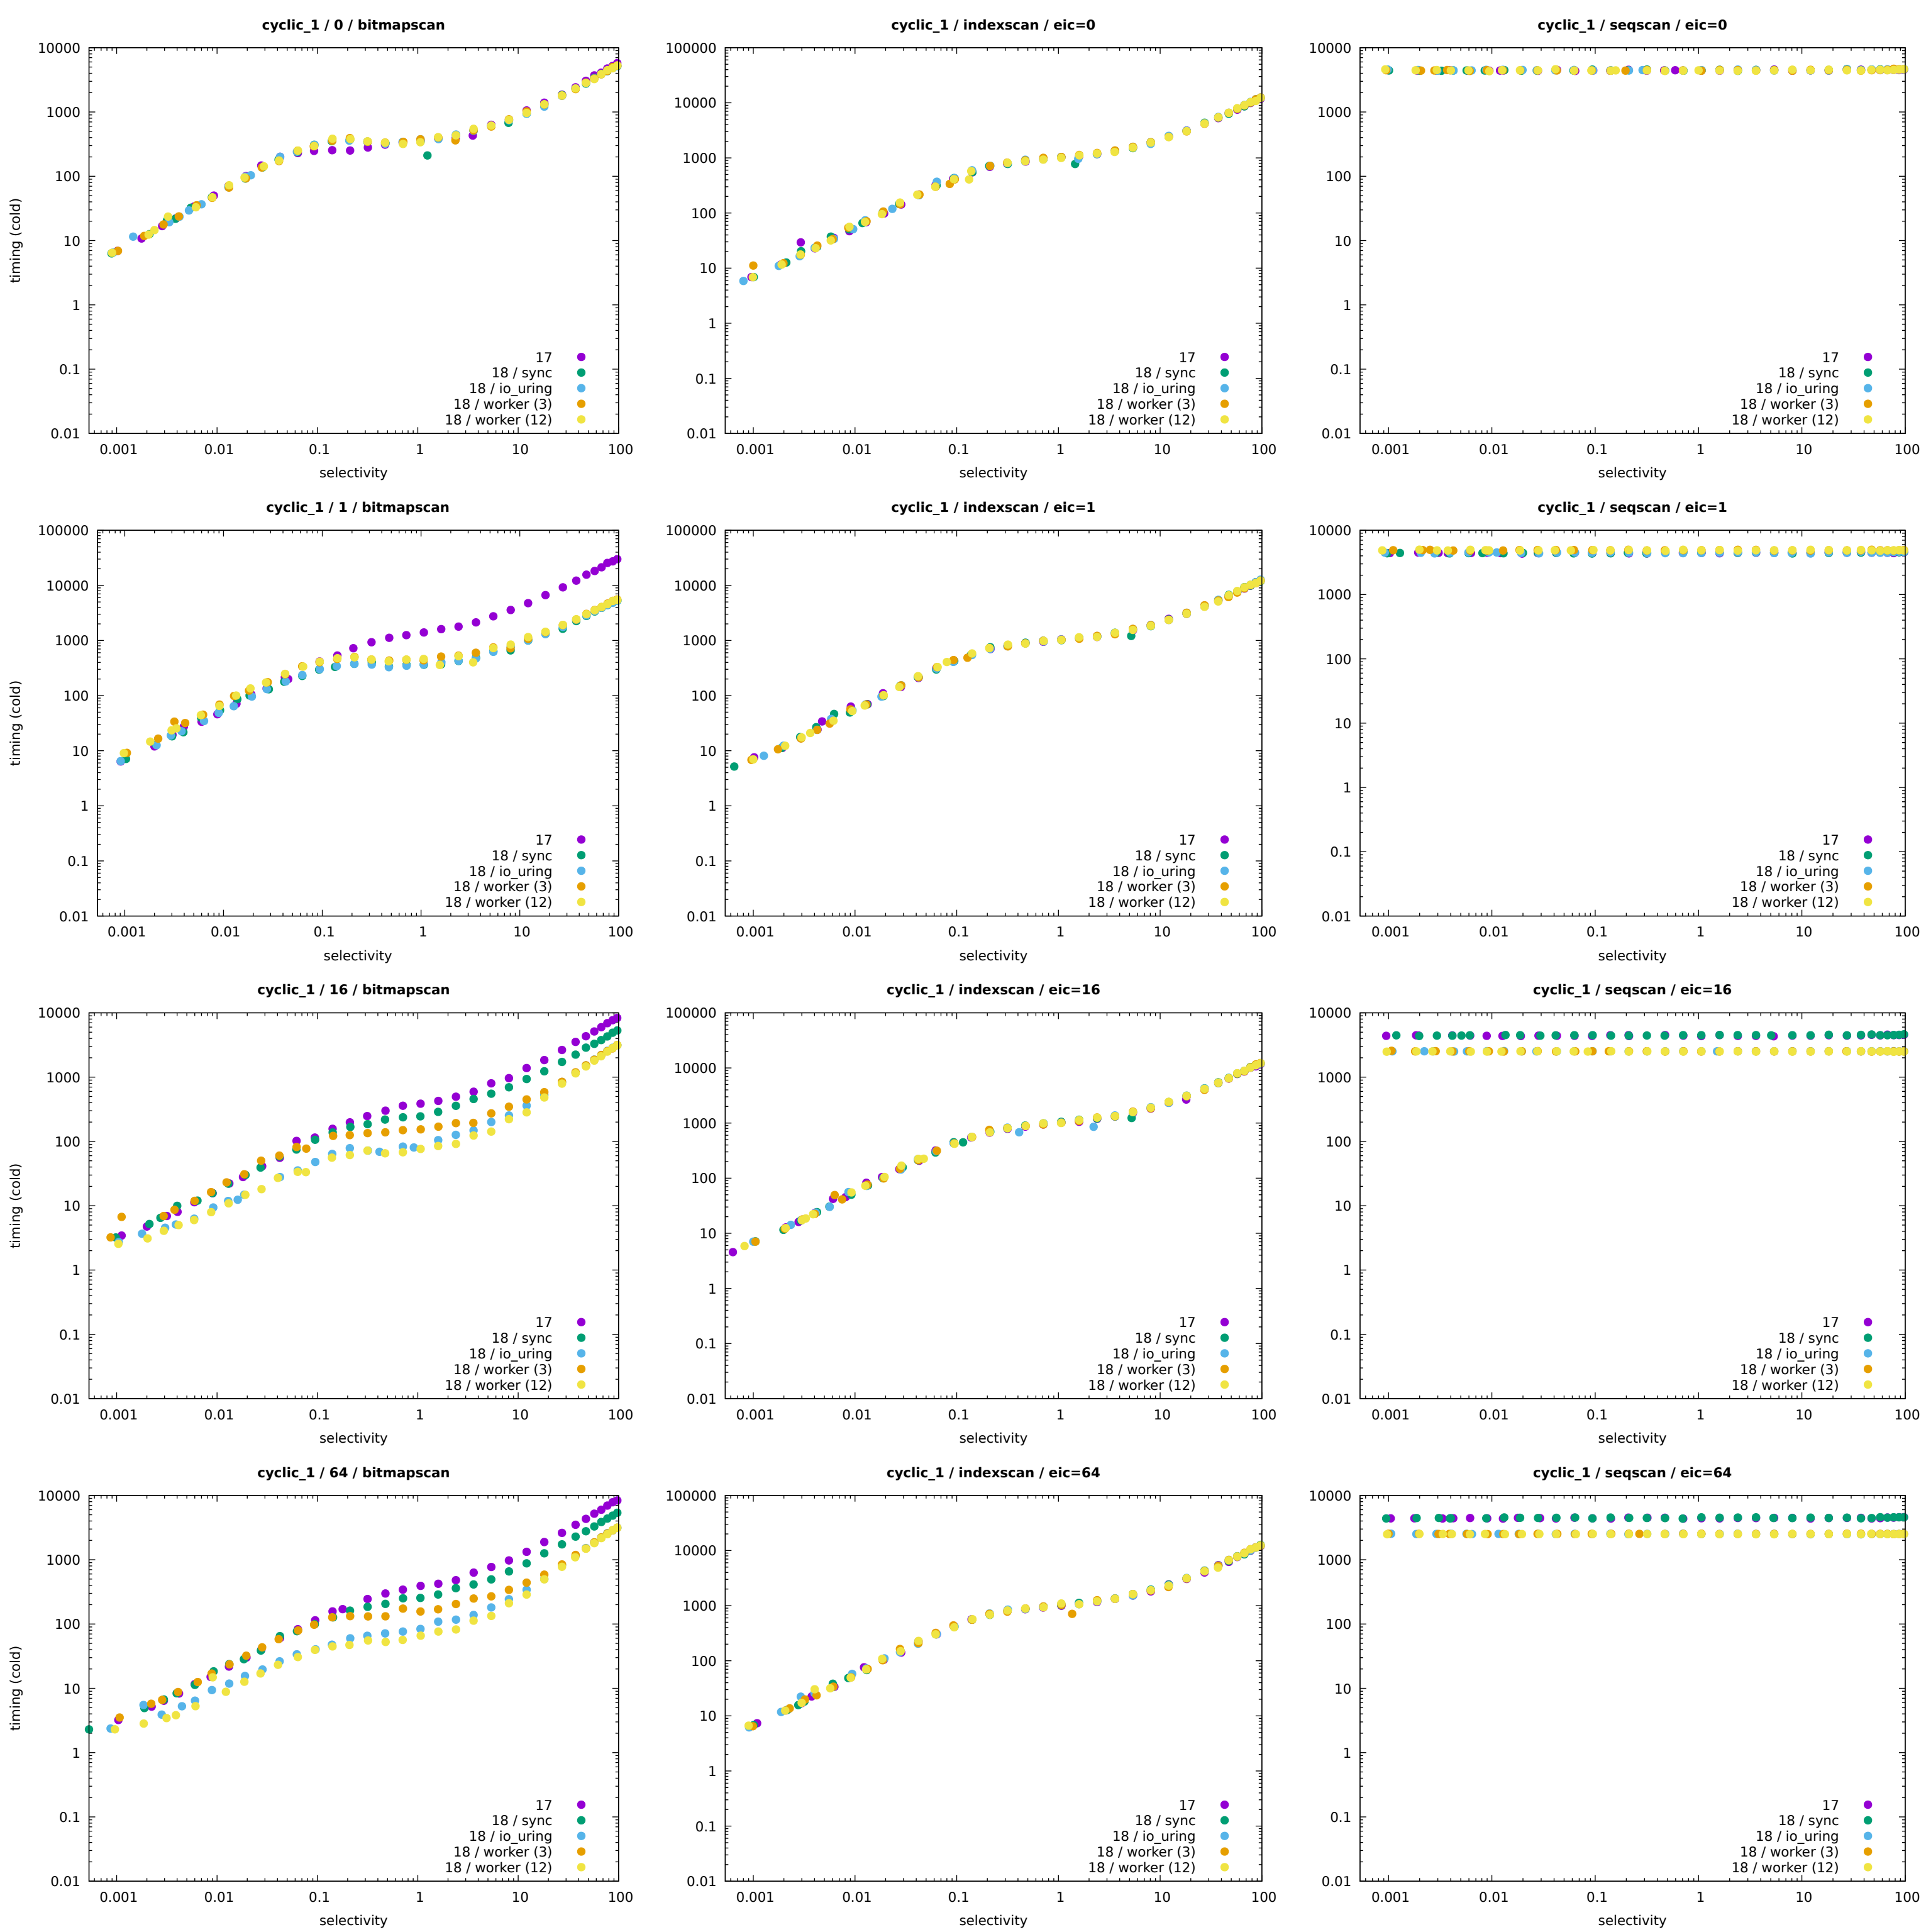 cyclic_1 / 0 / bitmapscan
timing (cold)
10000
1000
100
10
1
0.1
0.01
17
18 / sync
18 / io_uring
18 / worker (3)
18 / worker (12)
0.001 0.01 0.1 1 10 100
selectivity
cyclic_1 / indexscan / eic=0
100000
10000
1000
100
10
1
0.1
0.01
17
18 / sync
18 / io_uring
18 / worker (3)
18 / worker (12)
0.001 0.01 0.1 1 10 100
selectivity
cyclic_1 / seqscan / eic=0
10000
1000
100
10
1
0.1
0.01
17
18 / sync
18 / io_uring
18 / worker (3)
18 / worker (12)
0.001 0.01 0.1 1 10 100
selectivity
cyclic_1 / 1 / bitmapscan
timing (cold)
100000
10000
1000
100
10
1
0.1
0.01
17
18 / sync
18 / io_uring
18 / worker (3)
18 / worker (12)
0.001 0.01 0.1 1 10 100
selectivity
cyclic_1 / indexscan / eic=1
100000
10000
1000
100
10
1
0.1
0.01
17
18 / sync
18 / io_uring
18 / worker (3)
18 / worker (12)
0.001 0.01 0.1 1 10 100
selectivity
cyclic_1 / seqscan / eic=1
10000
1000
100
10
1
0.1
0.01
17
18 / sync
18 / io_uring
18 / worker (3)
18 / worker (12)
0.001 0.01 0.1 1 10 100
selectivity
cyclic_1 / 16 / bitmapscan
timing (cold)
10000
1000
100
10
1
0.1
0.01
17
18 / sync
18 / io_uring
18 / worker (3)
18 / worker (12)
0.001 0.01 0.1 1 10 100
selectivity
cyclic_1 / indexscan / eic=16
100000
10000
1000
100
10
1
0.1
0.01
17
18 / sync
18 / io_uring
18 / worker (3)
18 / worker (12)
0.001 0.01 0.1 1 10 100
selectivity
cyclic_1 / seqscan / eic=16
10000
1000
100
10
1
0.1
0.01
17
18 / sync
18 / io_uring
18 / worker (3)
18 / worker (12)
0.001 0.01 0.1 1 10 100
selectivity
cyclic_1 / 64 / bitmapscan
timing (cold)
10000
1000
100
10
1
0.1
0.01
17
18 / sync
18 / io_uring
18 / worker (3)
18 / worker (12)
0.001 0.01 0.1 1 10 100
selectivity
cyclic_1 / indexscan / eic=64
100000
10000
1000
100
10
1
0.1
0.01
17
18 / sync
18 / io_uring
18 / worker (3)
18 / worker (12)
0.001 0.01 0.1 1 10 100
selectivity
cyclic_1 / seqscan / eic=64
10000
1000
100
10
1
0.1
0.01
17
18 / sync
18 / io_uring
18 / worker (3)
18 / worker (12)
0.001 0.01 0.1 1 10 100
selectivity